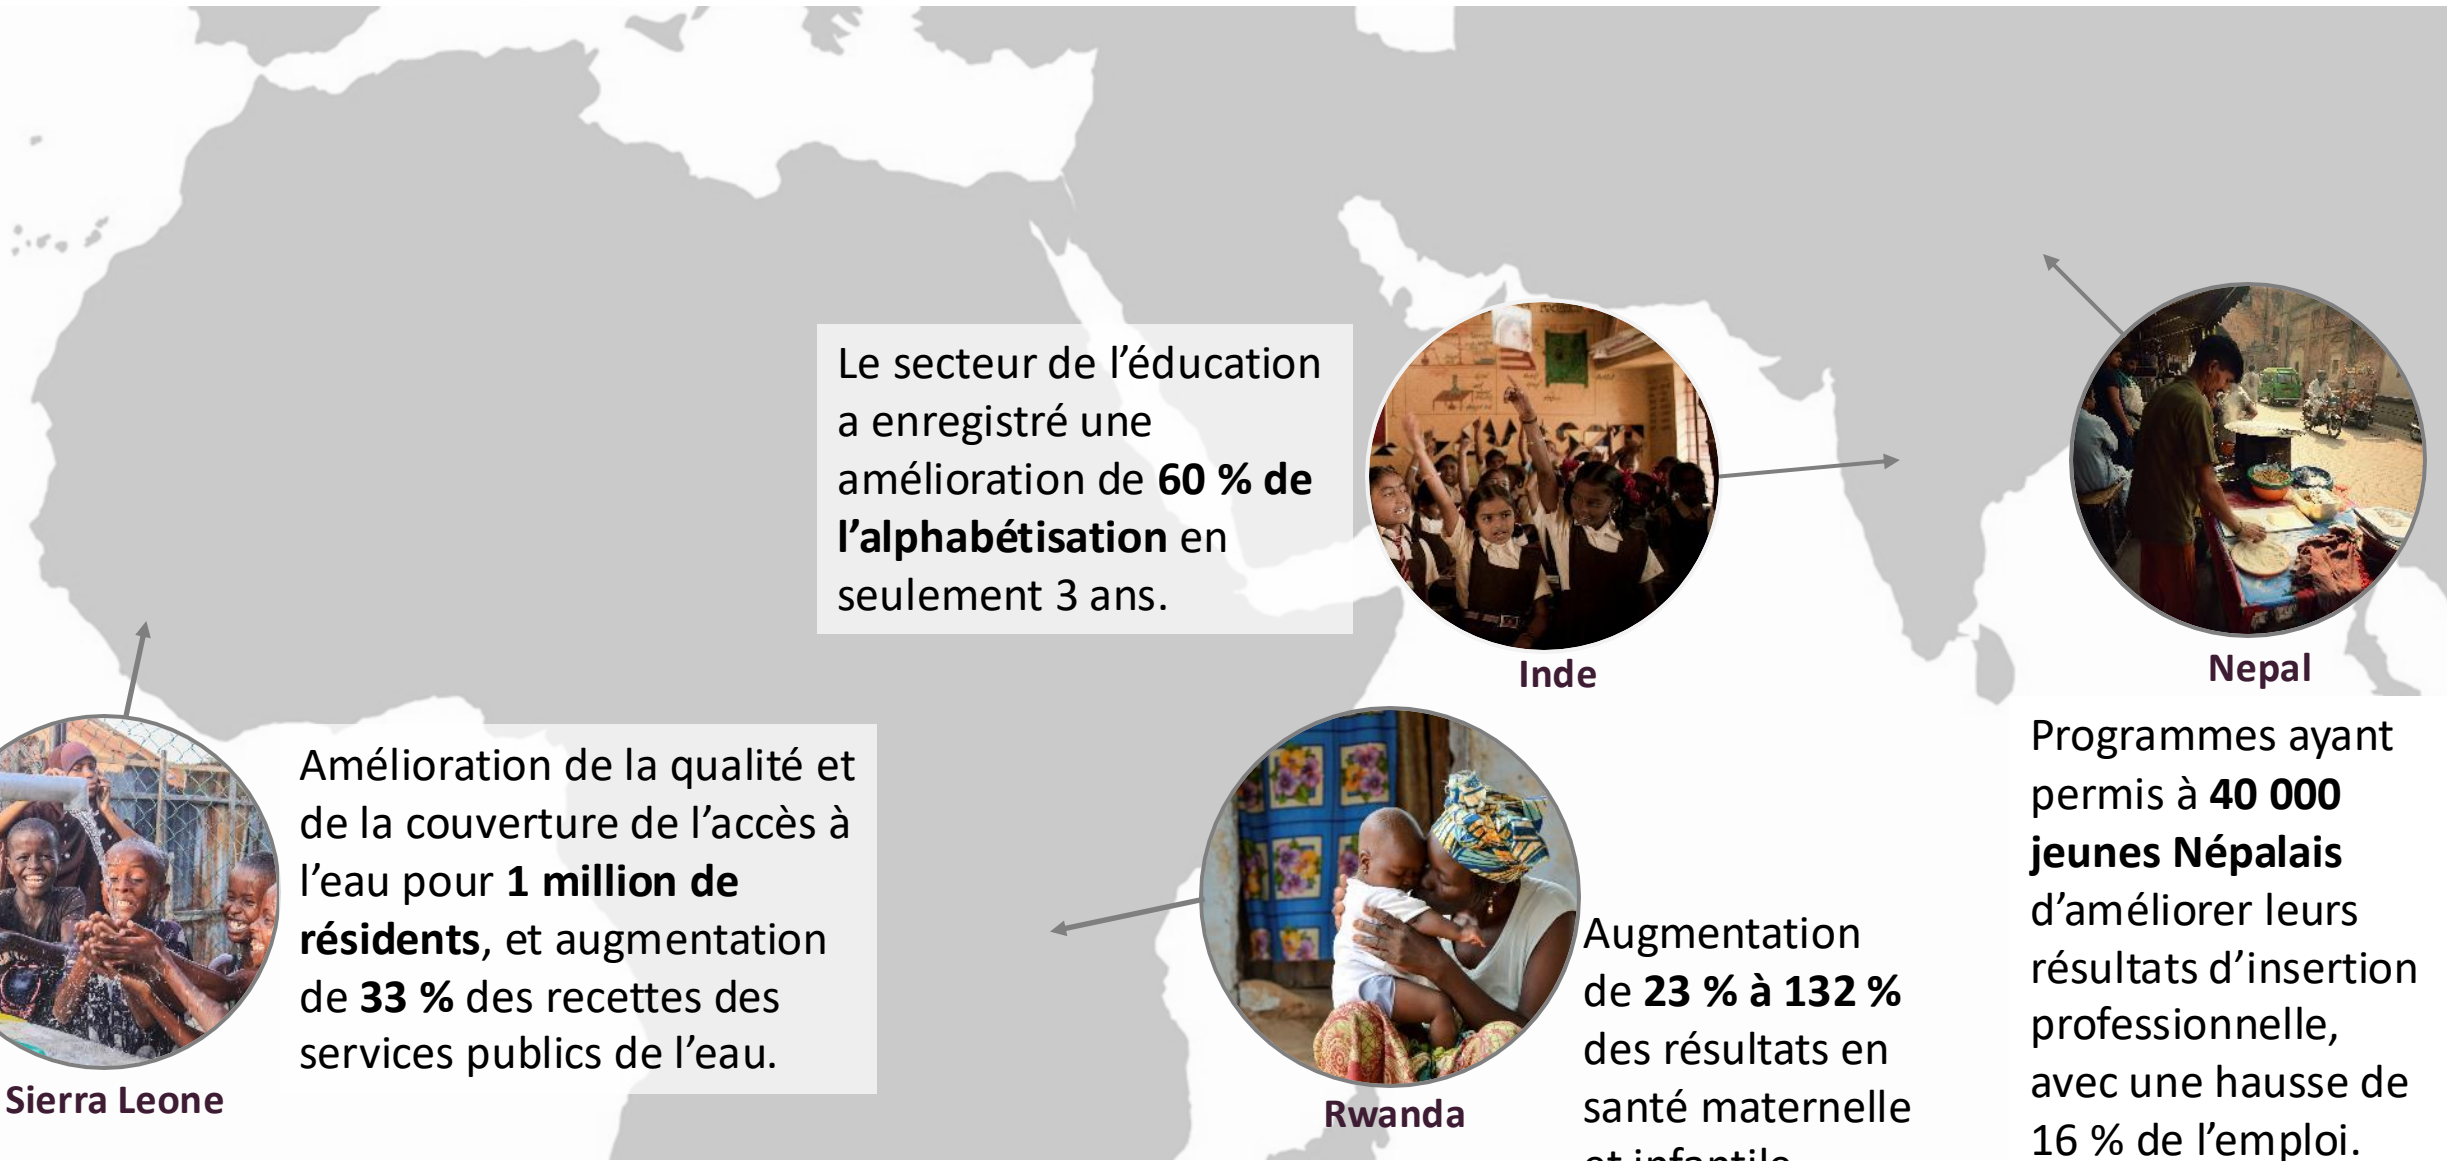 Le secteur de l’éducation
a enregistré une
amélioration de 60 % de
l’alphabétisation en
seulement 3 ans.
Inde
Nepal
Programmes ayant
permis à 40 000
jeunes Népalais
d’améliorer leurs
résultats d’insertion
professionnelle,
avec une hausse de
16 % de l’emploi.
Amélioration de la qualité et
de la couverture de l’accès à
l’eau pour 1 million de
résidents, et augmentation
de 33 % des recettes des
services publics de l’eau.
Sierra Leone
Rwanda
Augmentation
de 23 % à 132 %
des résultats en
santé maternelle
et infantile